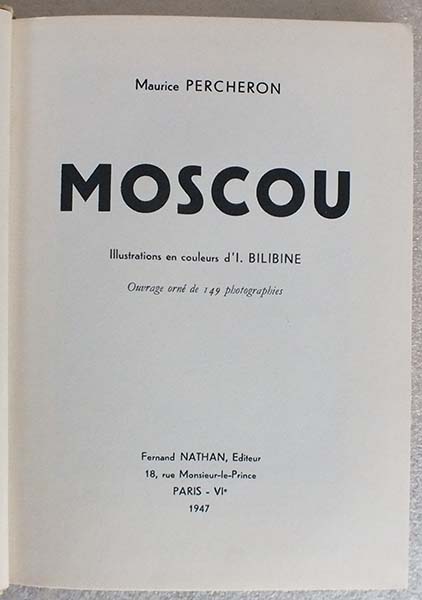 Maurice PERCHERON
MOSCOU
Illustrations en couleurs d'I. BILIBINE
Ouvrage orné de 149 photographies
Fernand NATHAN, Editeur
18, rue Monsieur-le-Prince
PARIS - VIe
1947